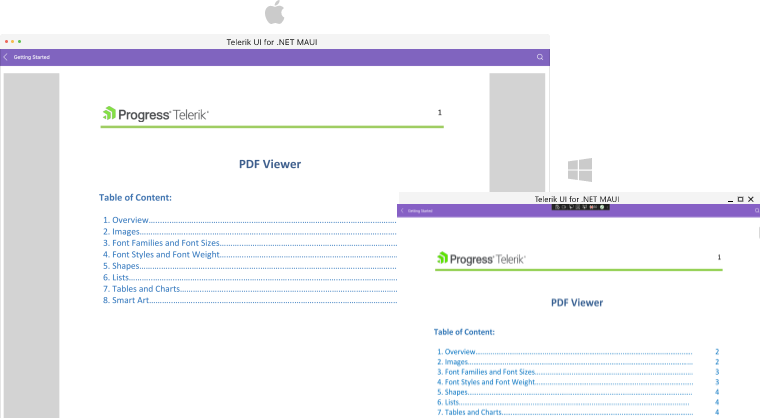 Telerik UI for .NET MAUI
Getting Started
Progress® Telerik®
1
PDF Viewer
Table of Content:
1. Overview
2. Images
3. Font Families and Font Sizes
4. Font Styles and Font Weight
5. Shapes
6. Lists
7. Tables and Charts
8. Smart Art
Telerik UI for .NET MAUI
Getting Started
Progress® Telerik®
1
PDF Viewer
Table of Content:
1. Overview 2
2. Images 2
3. Font Families and Font Sizes 3
4. Font Styles and Font Weight 3
5. Shapes 4
6. Lists 4
7. Tables and Charts 4